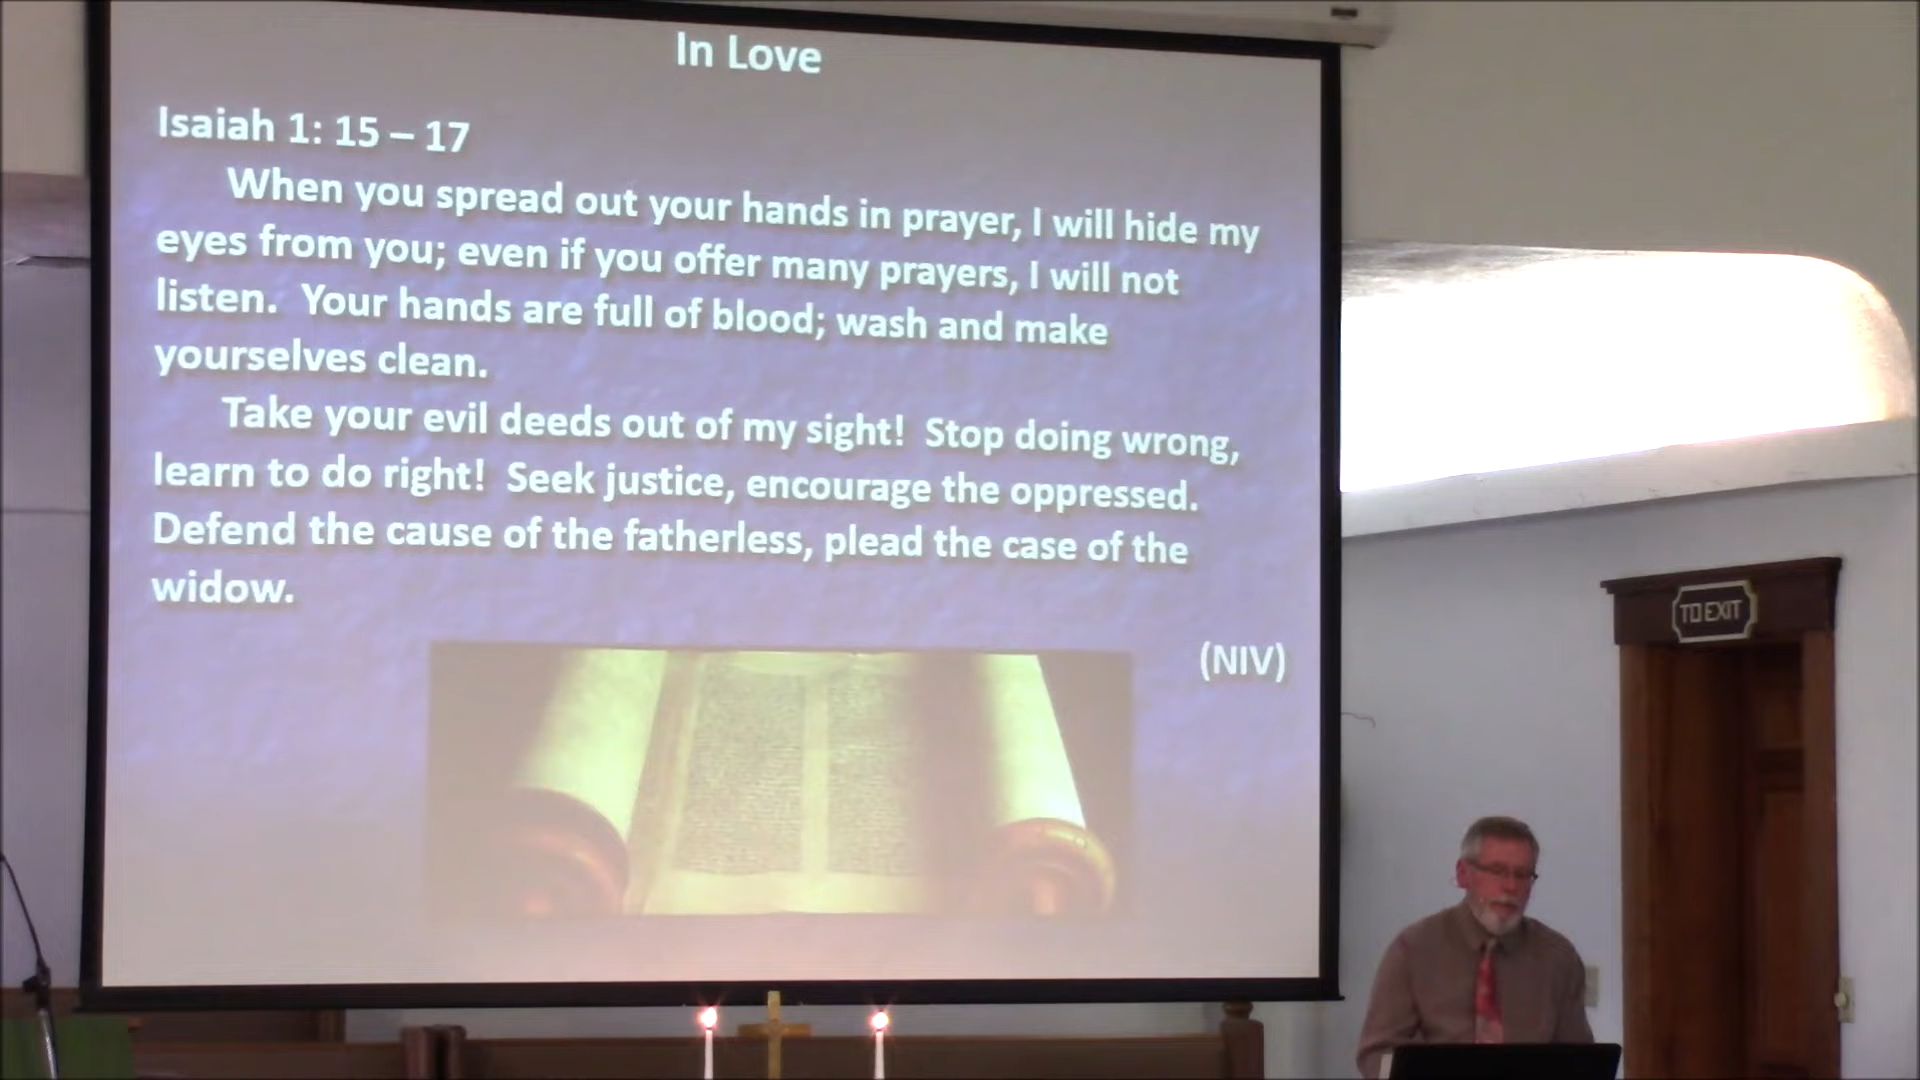 In Love
Isaiah 1: 15 – 17
When you spread out your hands in prayer, I will hide my
eyes from you; even if you offer many prayers, I will not
listen.  Your hands are full of blood; wash and make
yourselves clean.
Take your evil deeds out of my sight!  Stop doing wrong,
learn to do right!  Seek justice, encourage the oppressed.
Defend the cause of the fatherless, plead the case of the
widow.
(NIV)
TO EXIT